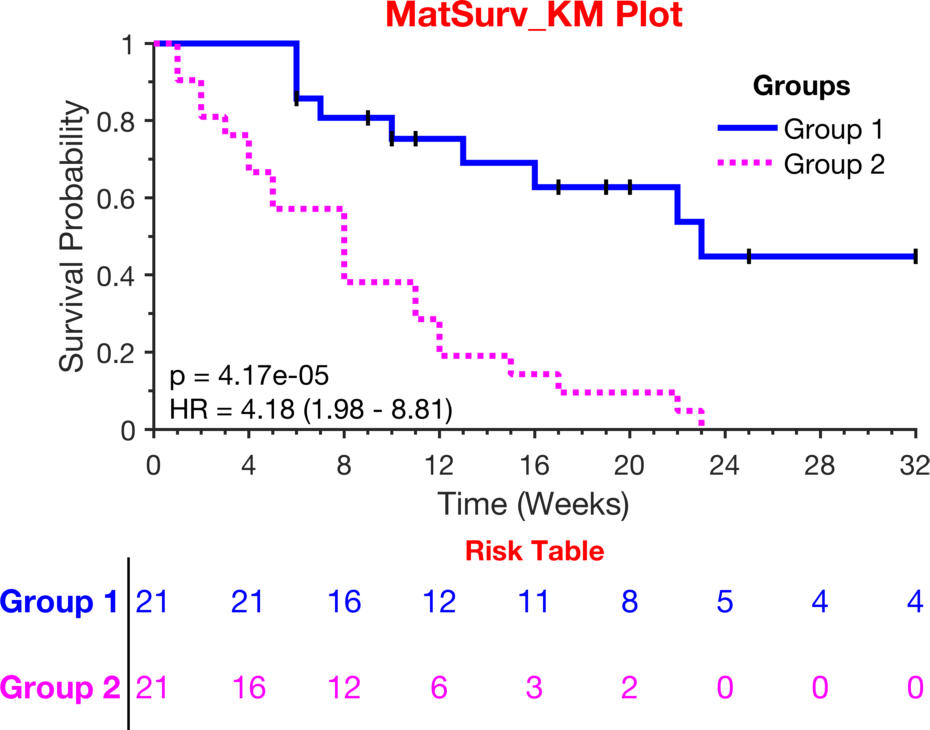 MatSurv_KM Plot
Survival Probability
1
0.8
0.6
0.4
0.2
0
Groups
Group 1
Group 2
p = 4.17e-05
HR = 4.18 (1.98 - 8.81)
0 4 8 12 16 20 24 28 32
Time (Weeks)
Risk Table
Group 1 21 21 16 12 11 8 5 4 4
Group 2 21 16 12 6 3 2 0 0 0